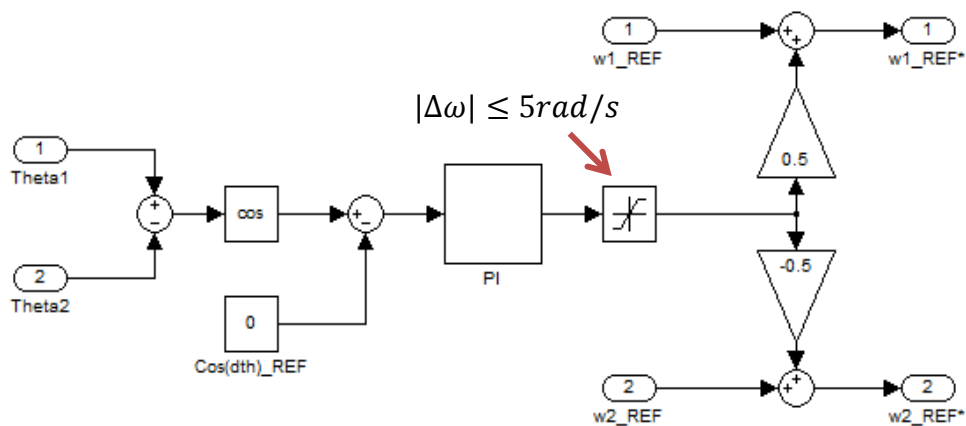 1
w1_REF
+
+
1
w1_REF*
|Δω| ≤ 5rad/s
0.5
1
Theta1
+
−
cos
+
−
PI
2
Theta2
0
Cos(dth)_REF
-0.5
2
w2_REF
+
+
2
w2_REF*